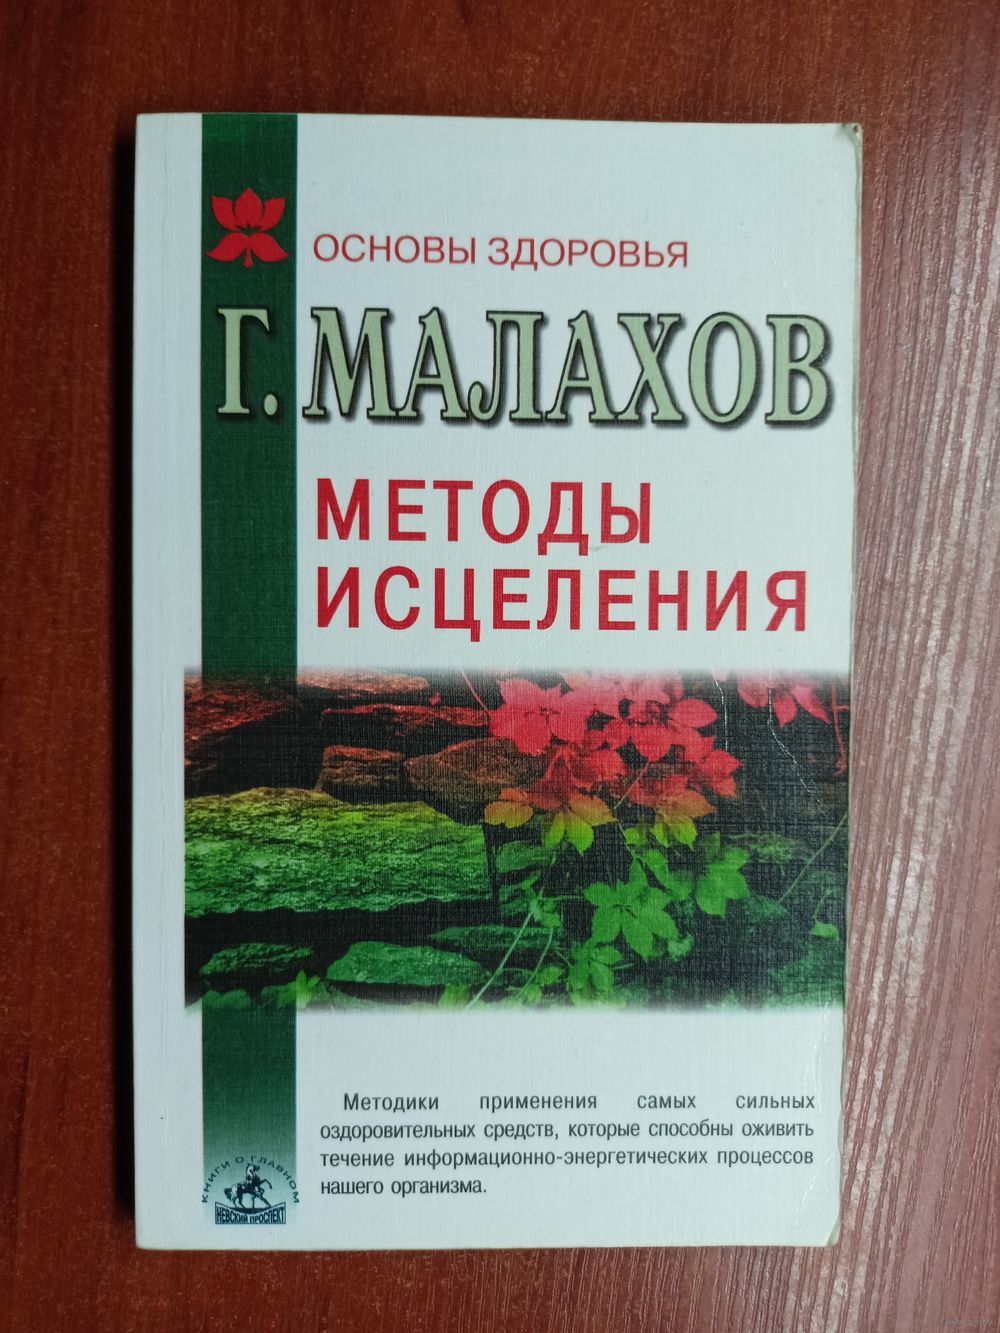 ОСНОВЫ ЗДОРОВЬЯ
Г. МАЛАХОВ
МЕТОДЫ
ИСЦЕЛЕНИЯ
Методики применения самых сильных
оздоровительных средств, которые способны оживить
течение информационно-энергетических процессов
нашего организма.
КНИГИ О ГЛАВНОМ
НЕВСКИЙ ПРОСПЕКТ